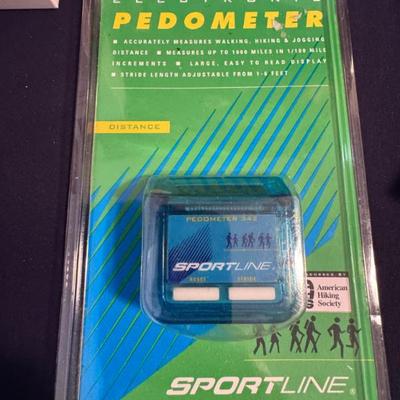 ELECTRONIC
PEDOMETER
■ ACCURATELY MEASURES WALKING, HIKING & JOGGING
DISTANCE ■ MEASURES UP TO 1000 MILES IN 1/100 MILE
INCREMENTS ■ LARGE, EASY TO READ DISPLAY
■ STRIDE LENGTH ADJUSTABLE FROM 1-6 FEET
DISTANCE
PEDOMETER 342
SPORTLINE®
RESET STRIDE
BY
American
Hiking
Society
SPORTLINE®